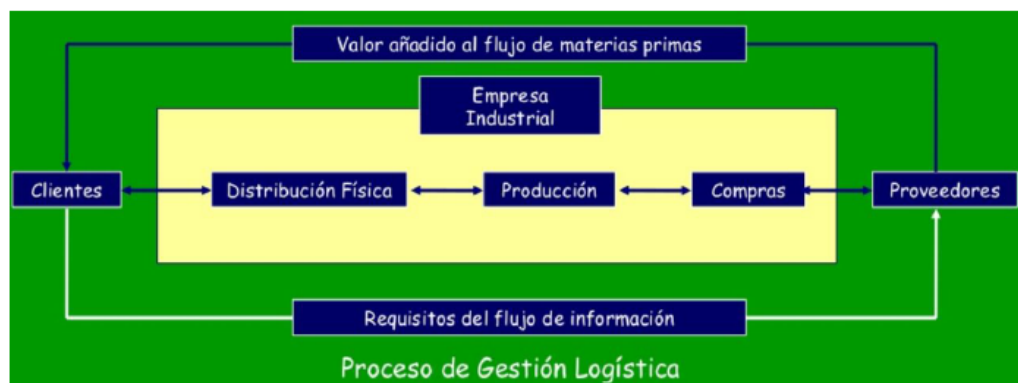 Valor añadido al flujo de materias primas
Empresa
Industrial
Clientes
Distribución Física
Producción
Compras
Proveedores
Requisitos del flujo de información
Proceso de Gestión Logística